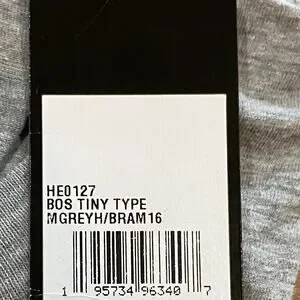 HE0127
BOS TINY TYPE
MGREYH/BRAM16
1 95734 96340 7